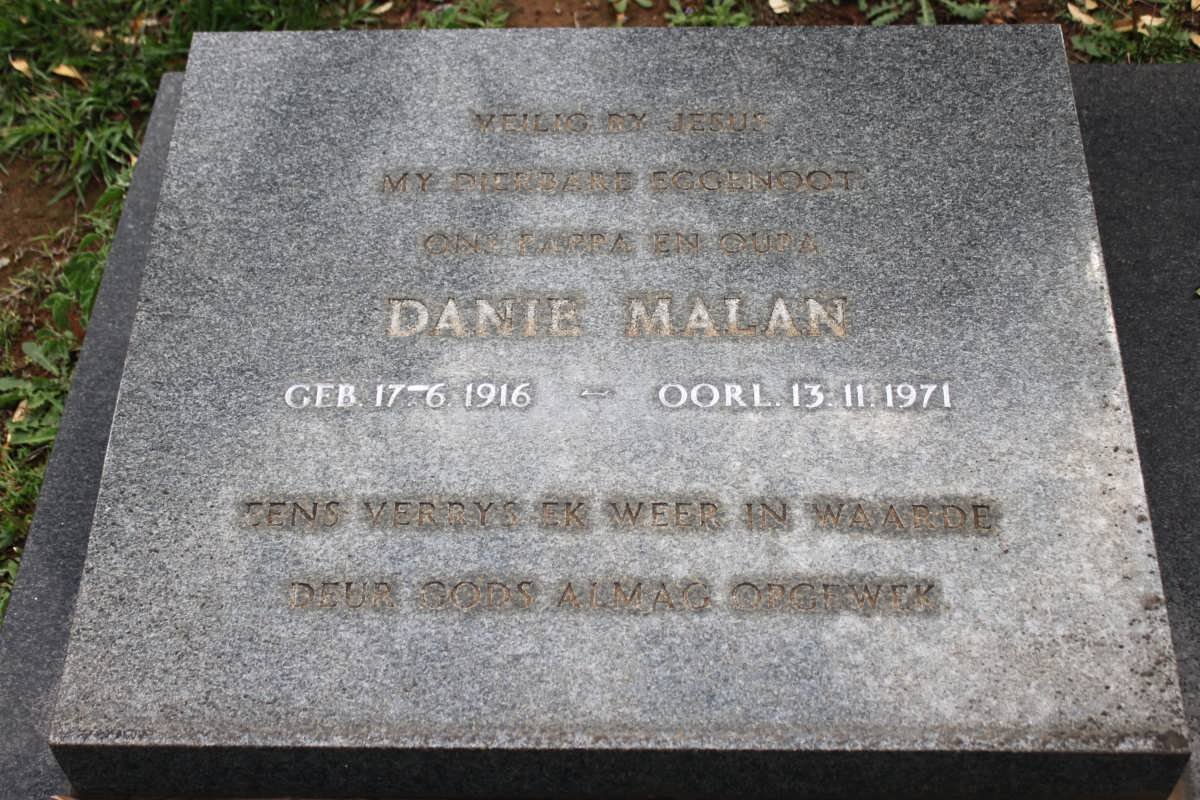 VEILIG BY JESUS
MY DIERBARE EGGENOOT
ONS PAPPA EN OUPA
DANIE MALAN
GEB. 17-6. 1916 - OORL. 13. 11. 1971
EENS VERRYS EK WEER IN WAARDE
DEUR GODS ALMAG OPGEWEK.